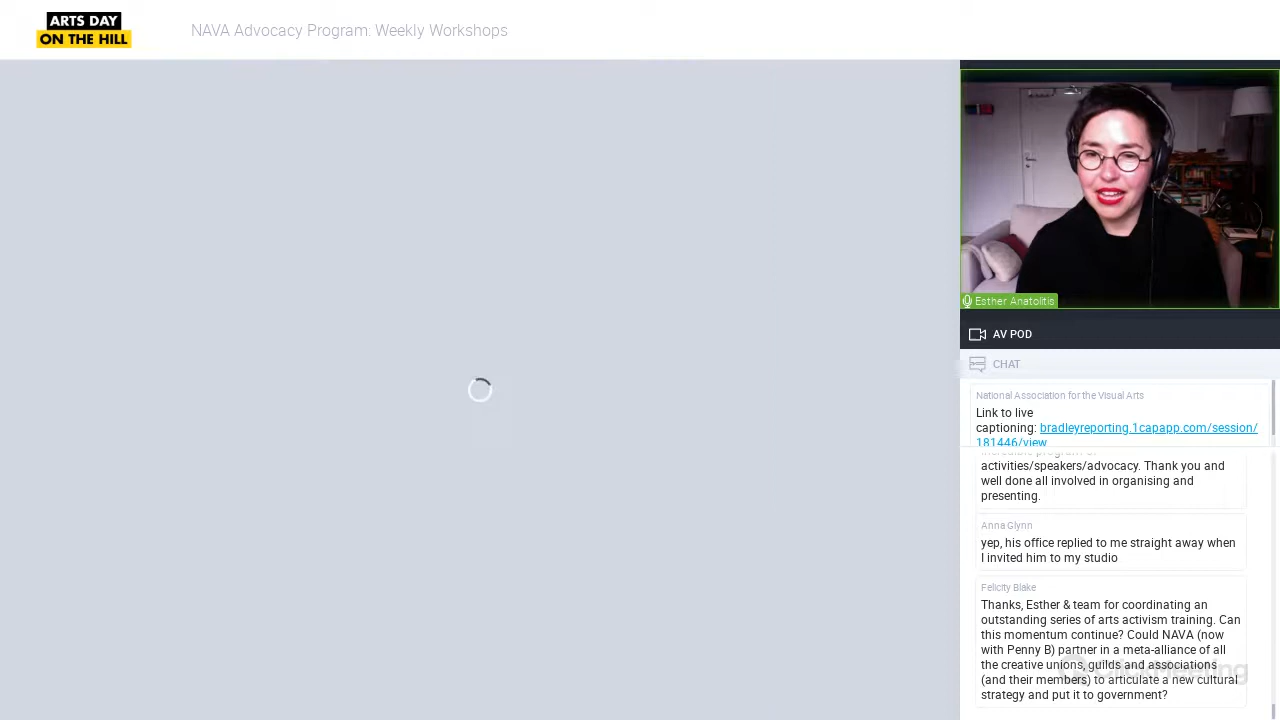 ARTS DAY
ON THE HILL
NAVA Advocacy Program: Weekly Workshops
Esther Anatolitis
AV POD
CHAT
National Association for the Visual Arts
Link to live
captioning: bradleyreporting.1capapp.com/session/
181446/view
incredible program of
activities/speakers/advocacy. Thank you and
well done all involved in organising and
presenting.
Anna Glynn
yep, his office replied to me straight away when
I invited him to my studio
Felicity Blake
Thanks, Esther & team for coordinating an
outstanding series of arts activism training. Can
this momentum continue? Could NAVA (now
with Penny B) partner in a meta-alliance of all
the creative unions, guilds and assbociations
(and their members) to articulate a new cultural
strategy and put it to government?
ClickMeeting